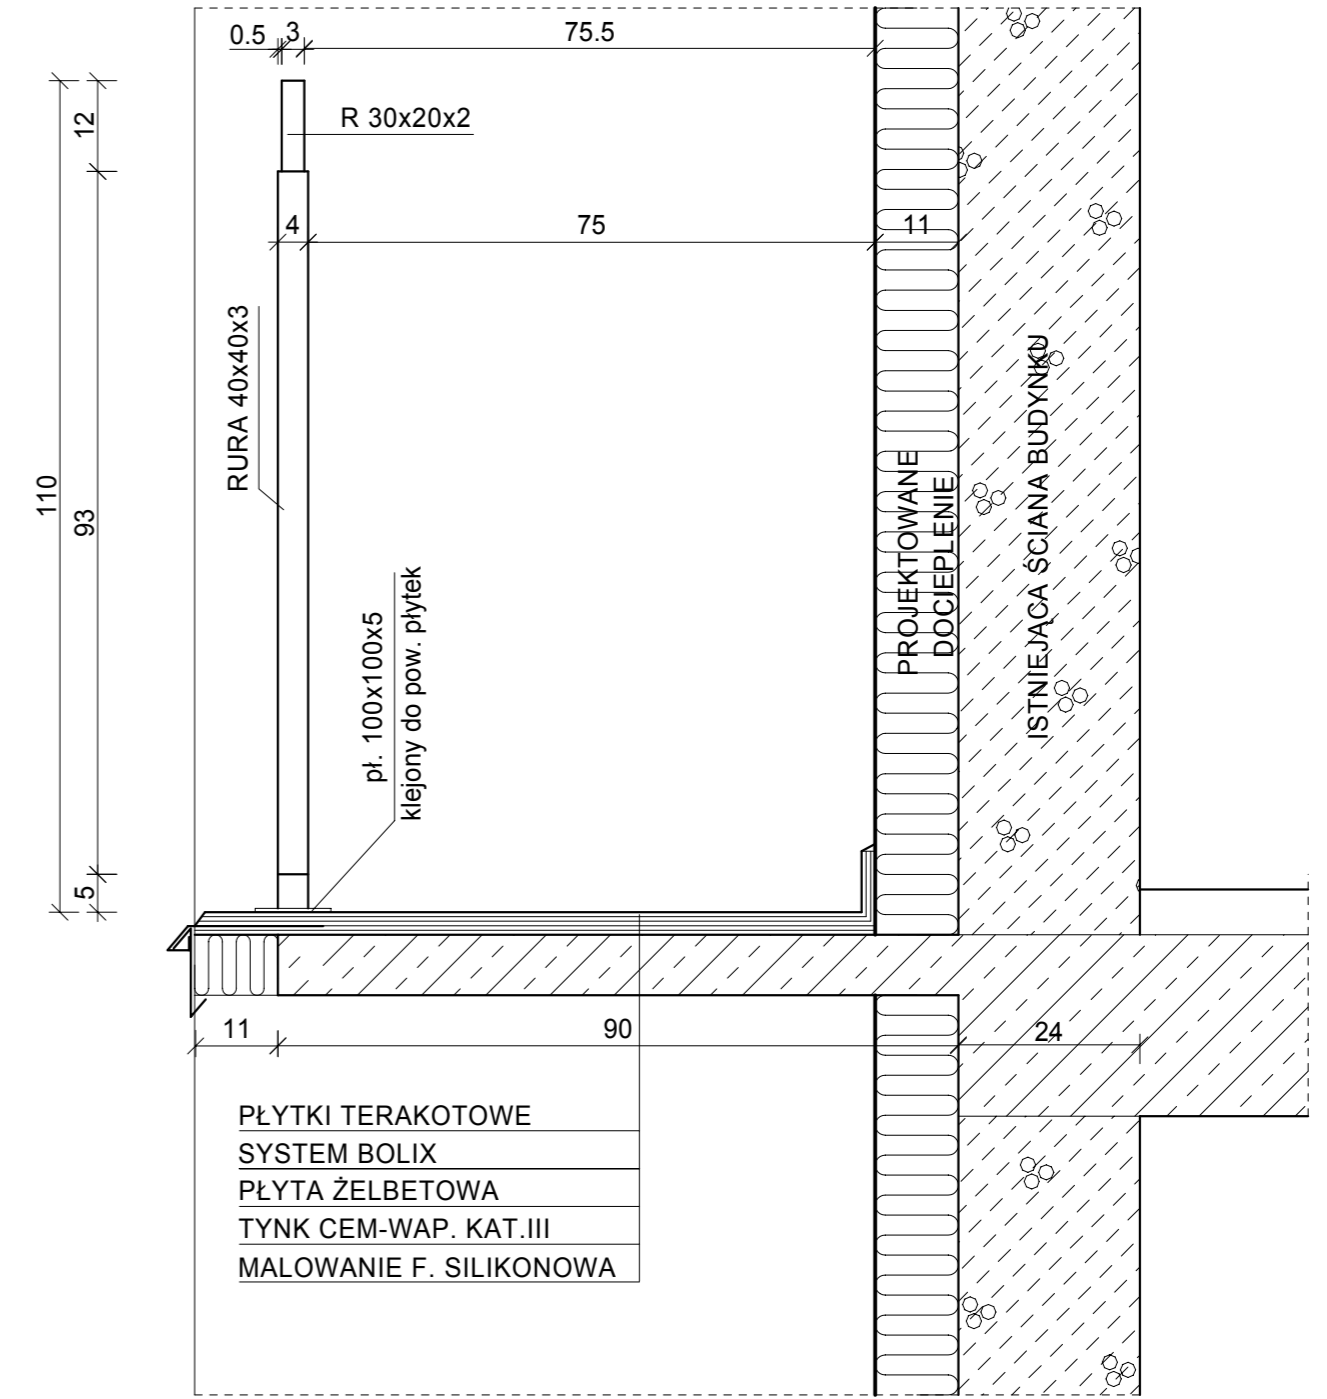 0.5 3 75.5
R 30x20x2
12
4 75 11
RURA 40x40x3
110
93
5
pł. 100x100x5
klejony do pow. płytek
PROJEKTOWANE
DOCIEPLENIE
ISTNIEJĄCA ŚCIANA BUDYNKU
11 90 24
PŁYTKI TERAKOTOWE
SYSTEM BOLIX
PŁYTA ŻELBETOWA
TYNK CEM-WAP. KAT.III
MALOWANIE F. SILIKONOWA